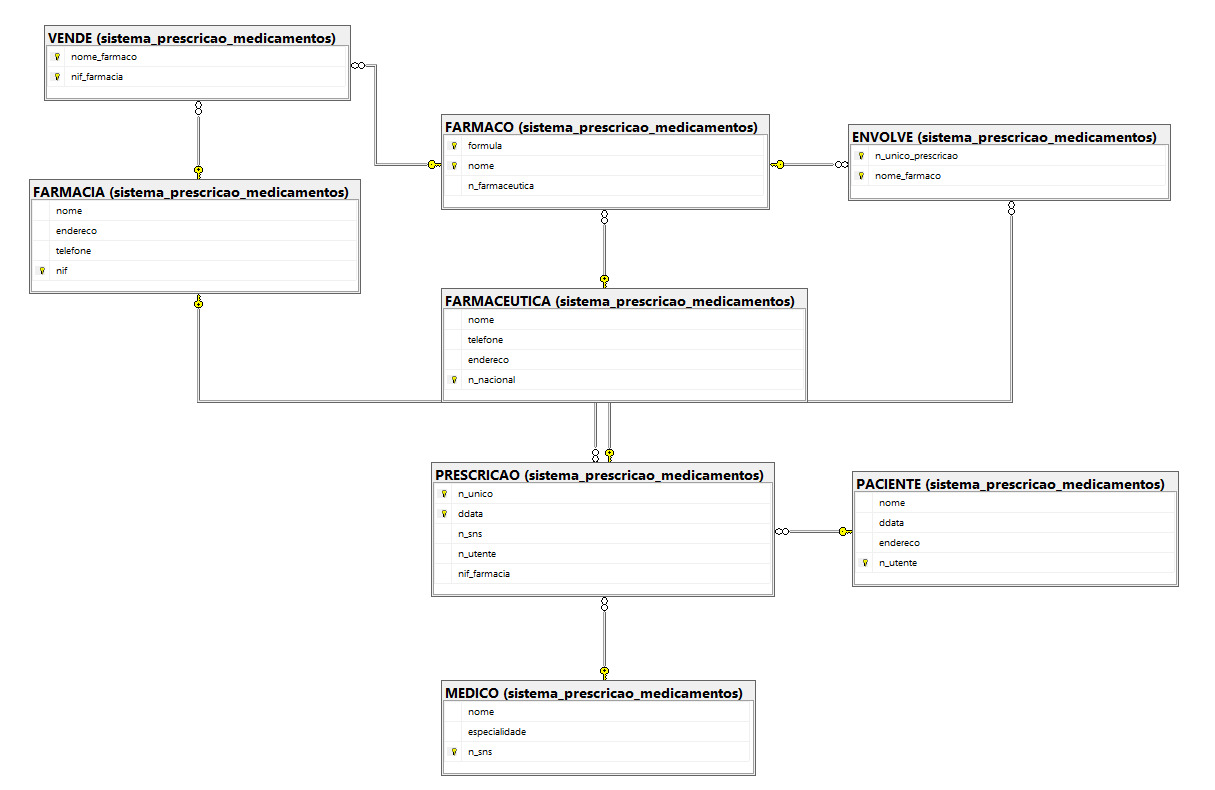 VENDE (sistema_prescricao_medicamentos)
nome_farmaco
nif_farmacia
FARMACO (sistema_prescricao_medicamentos)
formula
nome
n_farmaceutica
ENVOLVE (sistema_prescricao_medicamentos)
n_unico_prescricao
nome_farmaco
FARMACIA (sistema_prescricao_medicamentos)
nome
endereco
telefone
nif
FARMACEUTICA (sistema_prescricao_medicamentos)
nome
telefone
endereco
n_nacional
PRESCRICAO (sistema_prescricao_medicamentos)
n_unico
ddata
n_sns
n_utente
nif_farmacia
PACIENTE (sistema_prescricao_medicamentos)
nome
ddata
endereco
n_utente
MEDICO (sistema_prescricao_medicamentos)
nome
especialidade
n_sns